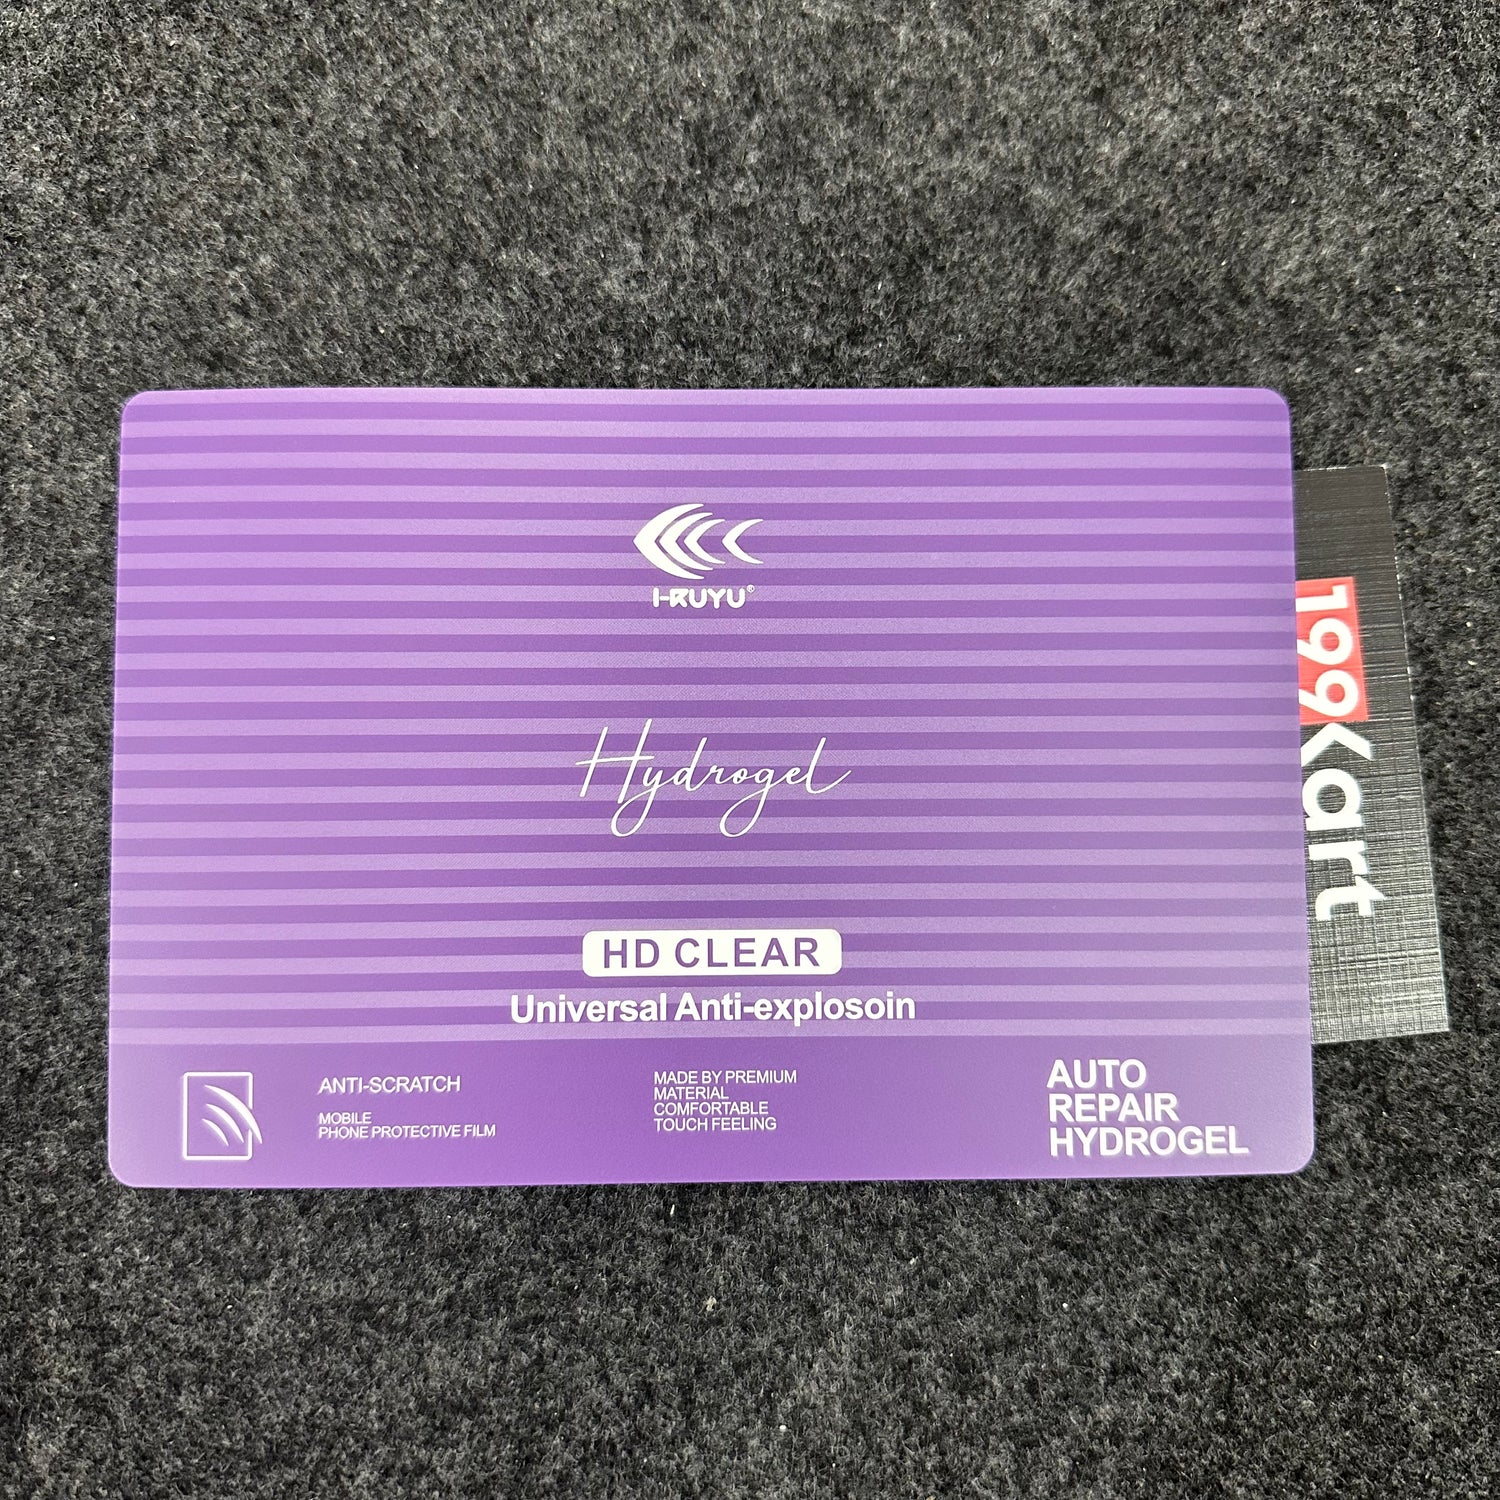 I-RUYU®
Hydrogel
HD CLEAR
Universal Anti-explosoin
ANTI-SCRATCH
MOBILE
PHONE PROTECTIVE FILM
MADE BY PREMIUM
MATERIAL
COMFORTABLE
TOUCH FEELING
AUTO
REPAIR
HYDROGEL
199Kart